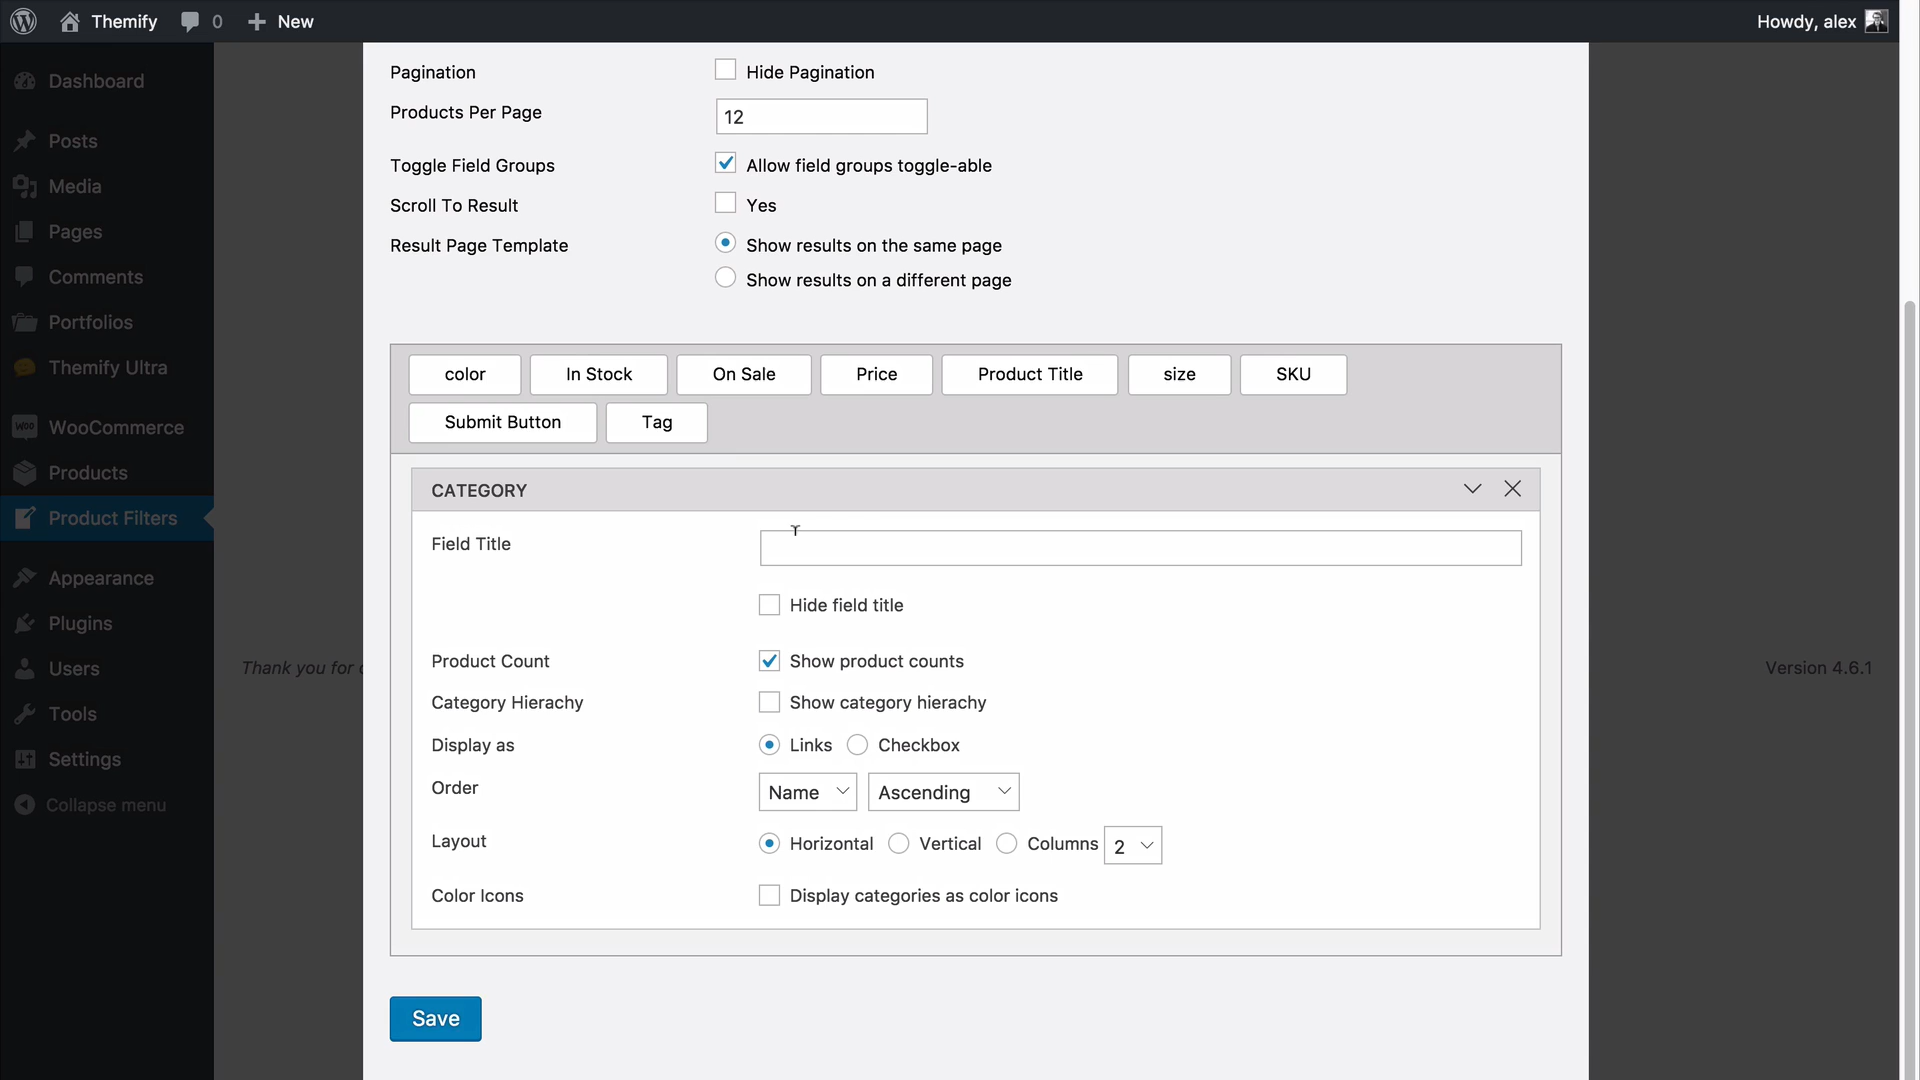 Themify 0 New Howdy, alex
Dashboard
Posts
Media
Pages
Comments
Portfolios
Themify Ultra
WOO WooCommerce
Products
Product Filters
Appearance
Plugins
Users
Tools
Settings
Collapse menu
Pagination Hide Pagination
Products Per Page 12
Toggle Field Groups Allow field groups toggle-able
Scroll To Result Yes
Result Page Template Show results on the same page
Show results on a different page
color In Stock On Sale Price Product Title size SKU
Submit Button Tag
CATEGORY
Field Title
Hide field title
Product Count Show product counts
Category Hierachy Show category hierachy
Display as Links Checkbox
Order Name Ascending
Layout Horizontal Vertical Columns 2
Color Icons Display categories as color icons
Save
Thank you for
Version 4.6.1